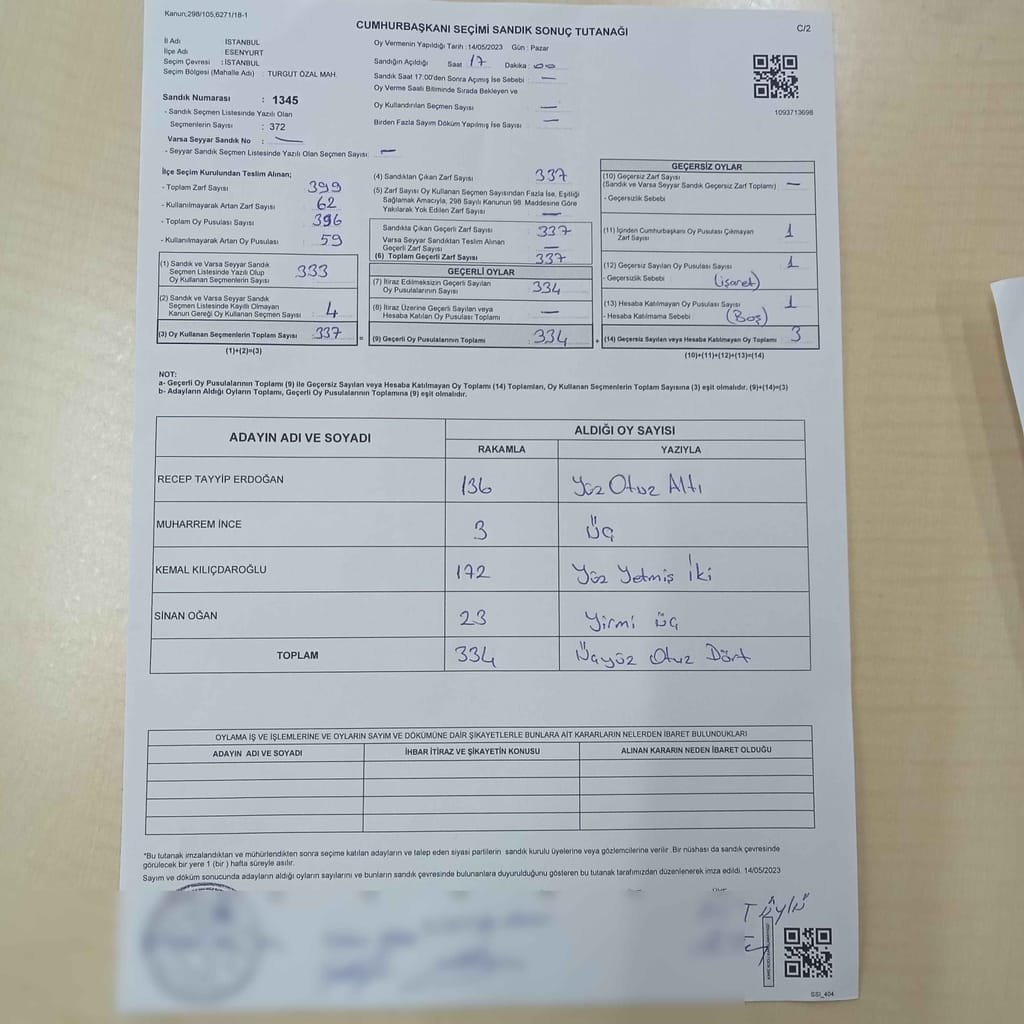 Kanun;298/105,6271/18-1
CUMHURBAŞKANI SEÇİMİ SANDIK SONUÇ TUTANAĞI
C/2
İl Adı : İSTANBUL
İlçe Adı : ESENYURT
Seçim Çevresi : İSTANBUL
Seçim Bölgesi (Mahalle Adı) : TURGUT ÖZAL MAH.
Sandık Numarası : 1345
- Sandık Seçmen Listesinde Yazılı Olan
Seçmenlerin Sayısı : 372
Varsa Seyyar Sandık No : —
- Seyyar Sandık Seçmen Listesinde Yazılı Olan Seçmen Sayısı: —
Oy Vermenin Yapıldığı Tarih : 14/05/2023 Gün : Pazar
Sandığın Açıldığı Saat : 17 Dakika : 00
Sandık Saat 17:00'den Sonra Açımış İse Sebebi : —
Oy Verme Saati Bitiminde Sırada Bekleyen ve
Oy Kullandırılan Seçmen Sayısı : —
Birden Fazla Sayım Döküm Yapılmış İse Sayısı : —
1093713698
İlçe Seçim Kurulundan Teslim Alınan;
- Toplam Zarf Sayısı 399
- Kullanılmayarak Artan Zarf Sayısı 62
- Toplam Oy Pusulası Sayısı 396
- Kullanılmayarak Artan Oy Pusulası 59
(1) Sandık ve Varsa Seyyar Sandık
Seçmen Listesinde Yazılı Olup
Oy Kullanan Seçmenlerin Sayısı 333
(2) Sandık ve Varsa Seyyar Sandık
Seçmen Listesinde Kayıtlı Olmayan
Kanun Gereği Oy Kullanan Seçmen Sayısı 4
(3) Oy Kullanan Seçmenlerin Toplam Sayısı 337
(1)+(2)=(3)
=
(4) Sandıktan Çıkan Zarf Sayısı 337
(5) Zarf Sayısı Oy Kullanan Seçmen Sayısından Fazla İse, Eşitliği
Sağlamak Amacıyla, 298 Sayılı Kanunun 98. Maddesine Göre
Yakılarak Yok Edilen Zarf Sayısı —
Sandıkta Çıkan Geçerli Zarf Sayısı 337
Varsa Seyyar Sandıktan Teslim Alınan
Geçerli Zarf Sayısı —
(6) Toplam Geçerli Zarf Sayısı 337
GEÇERLİ OYLAR
(7) İtiraz Edilmeksizin Geçerli Sayılan
Oy Pusulalarının Sayısı 334
(8) İtiraz Üzerine Geçerli Sayılan veya
Hesaba Katılan Oy Pusulası Toplamı —
(9) Geçerli Oy Pusulalarının Toplamı 334
+
GEÇERSİZ OYLAR
(10) Geçersiz Zarf Sayısı
(Sandık ve Varsa Seyyar Sandık Geçersiz Zarf Toplamı) —
- Geçersizlik Sebebi
(11) İçinden Cumhurbaşkanı Oy Pusulası Çıkmayan
Zarf Sayısı 1
(12) Geçersiz Sayılan Oy Pusulası Sayısı 1
- Geçersizlik Sebebi (işaret)
(13) Hesaba Katılmayan Oy Pusulası Sayısı 1
- Hesaba Katılmama Sebebi (Boş)
(14) Geçersiz Sayılan veya Hesaba Katılmayan Oy Toplamı 3
(10)+(11)+(12)+(13)=(14)
NOT:
a- Geçerli Oy Pusulalarının Toplamı (9) ile Geçersiz Sayılan veya Hesaba Katılmayan Oy Toplamı (14) Toplamları, Oy Kullanan Seçmenlerin Toplam Sayısına (3) eşit olmalıdır. (9)+(14)=(3)
b- Adayların Aldığı Oyların Toplamı, Geçerli Oy Pusulalarının Toplamına (9) eşit olmalıdır.
ADAYIN ADI VE SOYADI
ALDIĞI OY SAYISI
RAKAMLA YAZIYLA
RECEP TAYYİP ERDOĞAN 136 Yüz Otuz Altı
MUHARREM İNCE 3 Üç
KEMAL KILIÇDAROĞLU 172 Yüz Yetmiş İki
SİNAN OĞAN 23 Yirmi üç
TOPLAM 334 Üçyüz Otuz Dört
OYLAMA İŞ VE İŞLEMLERİNE VE OYLARIN SAYIM VE DÖKÜMÜNE DAİR ŞİKAYETLERLE BUNLARA AİT KARARLARIN NELERDEN İBARET BULUNDUKLARI
ADAYIN ADI VE SOYADI İHBAR İTİRAZ VE ŞİKAYETİN KONUSU ALINAN KARARIN NEDEN İBARET OLDUĞU
*Bu tutanak imzalandıktan ve mühürlendikten sonra seçime katılan adayların ve talep eden siyasi partilerin sandık kurulu üyelerine veya gözlemcilerine verilir .Bir nüshası da sandık çevresinde
görülecek bir yere 1 (bir ) hafta süreyle asılır.
Sayım ve döküm sonucunda adayların aldığı oyların sayılarını ve bunların sandık çevresinde bulunanlara duyurulduğunu gösteren bu tutanak tarafımızdan düzenlenerek imza edildi. 14/05/2023
SSI_404